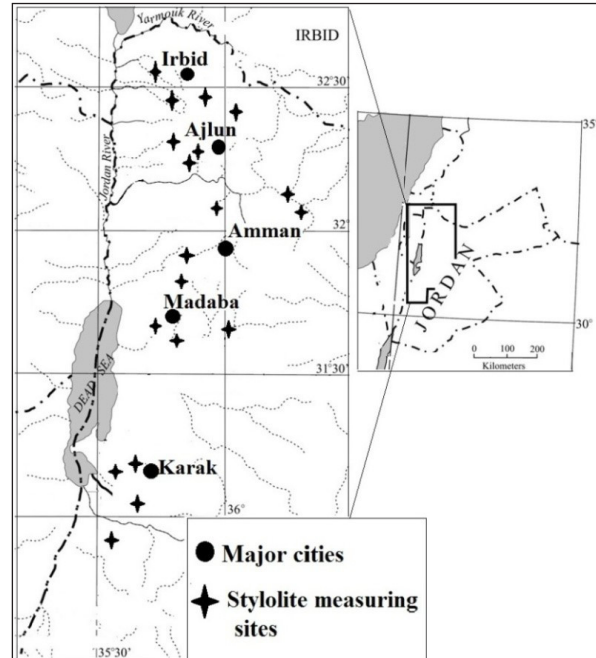 Yarmouk River
IRBID
Irbid
32°30'
35°
Ajlun
Jordan River
32°
Amman
JORDAN
Madaba
30°
0 100 200
Kilometers
31°30'
DEAD SEA
Karak
36°
Major cities
Stylolite measuring
sites
35°30'